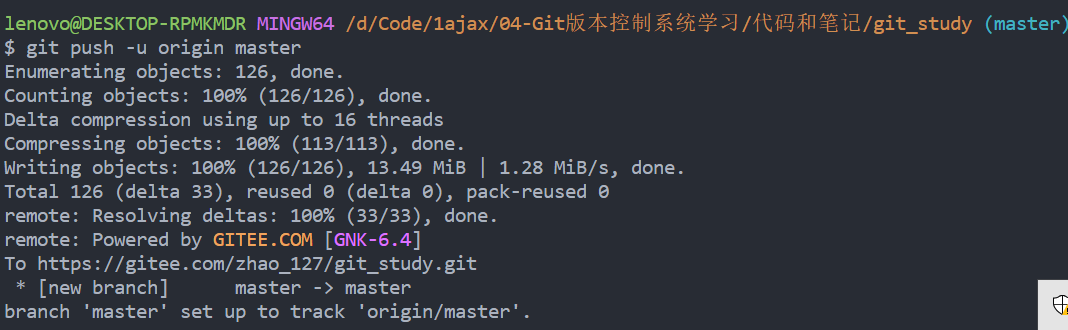 lenovo@DESKTOP-RPMKMDR MINGW64 /d/Code/1ajax/04-Git版本控制系统学习/代码和笔记/git_study (master)
$ git push -u origin master
Enumerating objects: 126, done.
Counting objects: 100% (126/126), done.
Delta compression using up to 16 threads
Compressing objects: 100% (113/113), done.
Writing objects: 100% (126/126), 13.49 MiB | 1.28 MiB/s, done.
Total 126 (delta 33), reused 0 (delta 0), pack-reused 0
remote: Resolving deltas: 100% (33/33), done.
remote: Powered by GITEE.COM [GNK-6.4]
To https://gitee.com/zhao_127/git_study.git
 * [new branch]      master -> master
branch 'master' set up to track 'origin/master'.